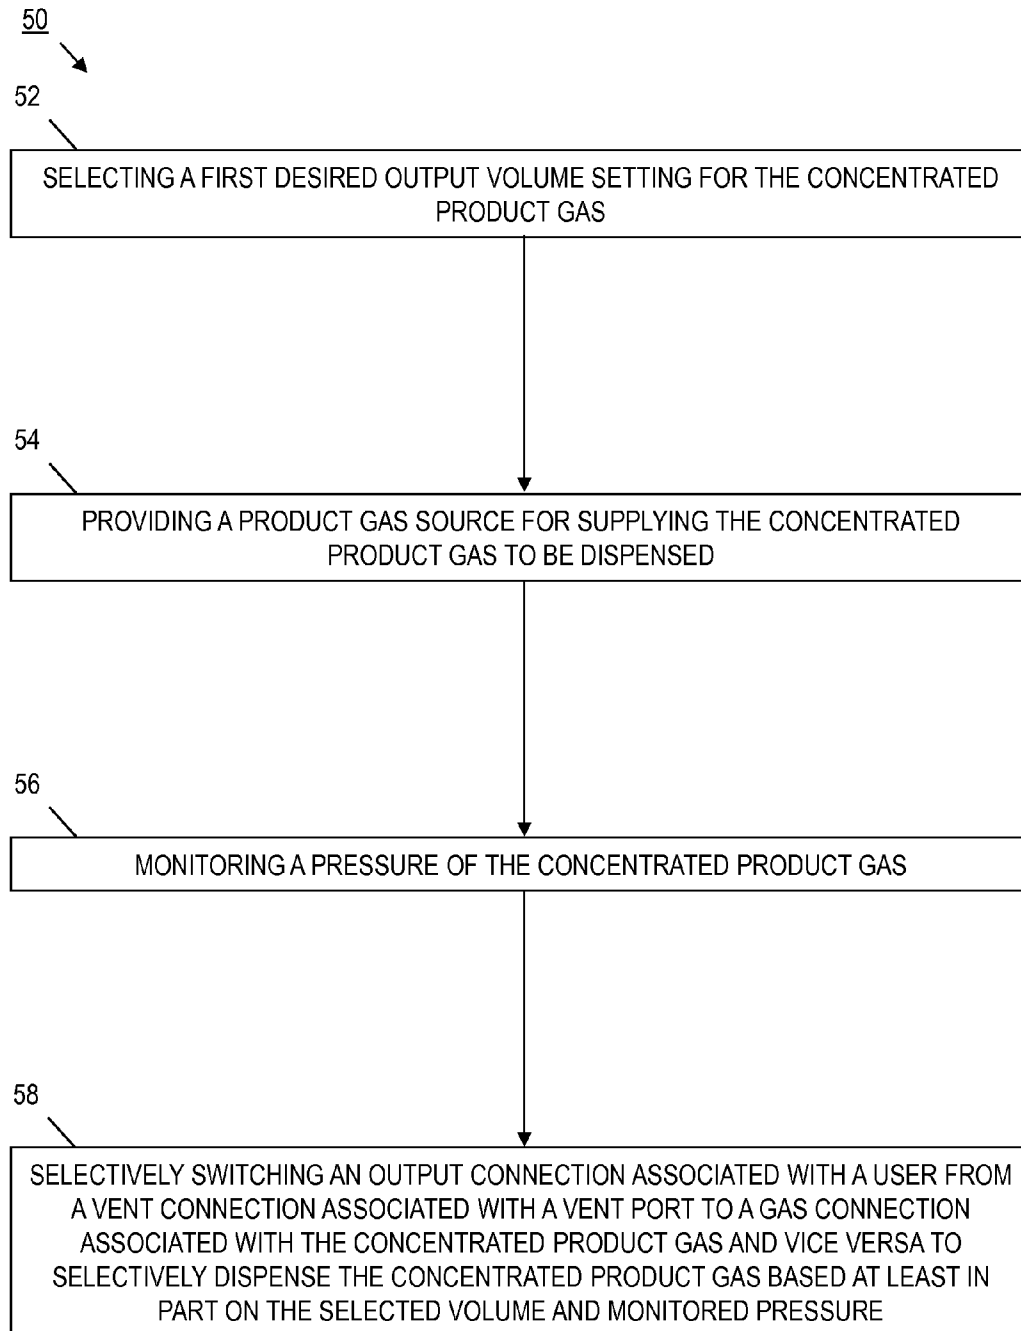 50
52
SELECTING A FIRST DESIRED OUTPUT VOLUME SETTING FOR THE CONCENTRATED
PRODUCT GAS
54
PROVIDING A PRODUCT GAS SOURCE FOR SUPPLYING THE CONCENTRATED
PRODUCT GAS TO BE DISPENSED
56
MONITORING A PRESSURE OF THE CONCENTRATED PRODUCT GAS
58
SELECTIVELY SWITCHING AN OUTPUT CONNECTION ASSOCIATED WITH A USER FROM
A VENT CONNECTION ASSOCIATED WITH A VENT PORT TO A GAS CONNECTION
ASSOCIATED WITH THE CONCENTRATED PRODUCT GAS AND VICE VERSA TO
SELECTIVELY DISPENSE THE CONCENTRATED PRODUCT GAS BASED AT LEAST IN
PART ON THE SELECTED VOLUME AND MONITORED PRESSURE